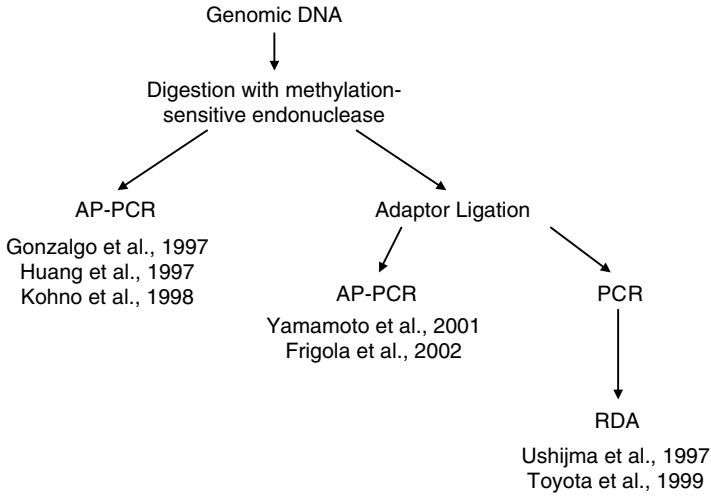 Genomic DNA
Digestion with methylation-
sensitive endonuclease
AP-PCR
Gonzalgo et al., 1997
Huang et al., 1997
Kohno et al., 1998
Adaptor Ligation
AP-PCR
Yamamoto et al., 2001
Frigola et al., 2002
PCR
RDA
Ushijma et al., 1997
Toyota et al., 1999